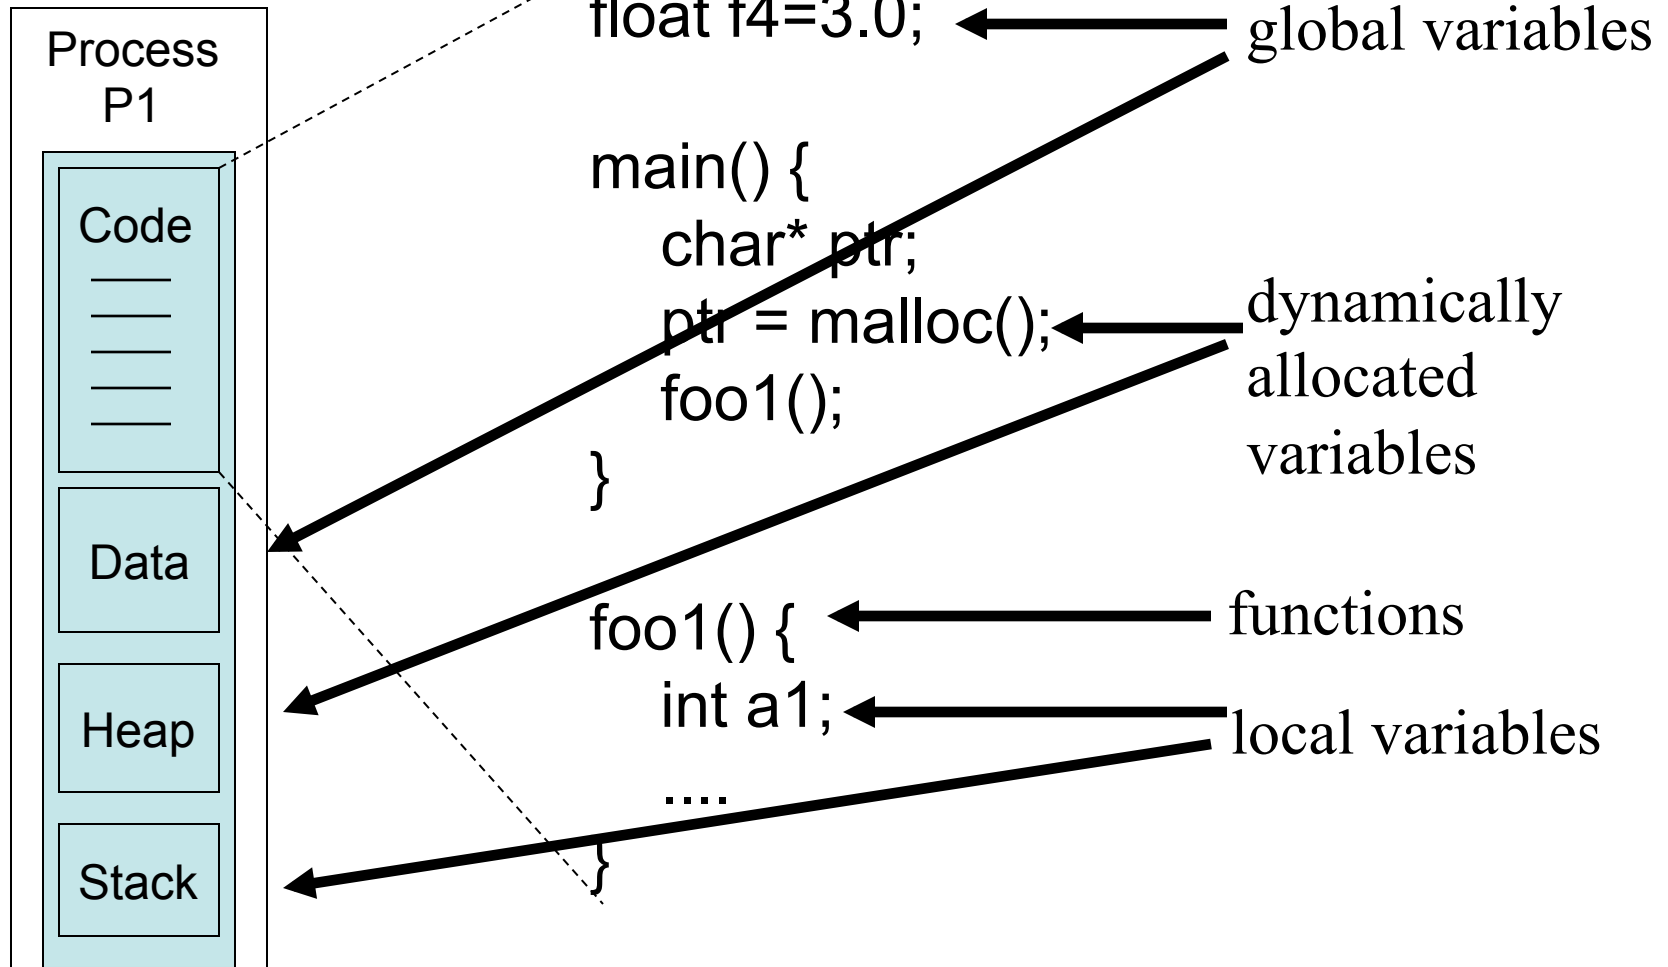 Process
P1
Code
Data
Heap
Stack
float f4=3.0;
main() {
char* ptr;
ptr = malloc();
foo1();
}
foo1() {
int a1;
....
}
global variables
dynamically
allocated
variables
functions
local variables